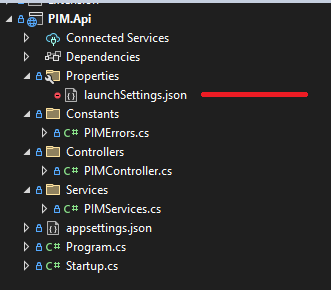 PIM.Api
Connected Services
Dependencies
Properties
launchSettings.json
Constants
C# PIMErrors.cs
Controllers
C# PIMController.cs
Services
C# PIMServices.cs
appsettings.json
C# Program.cs
C# Startup.cs